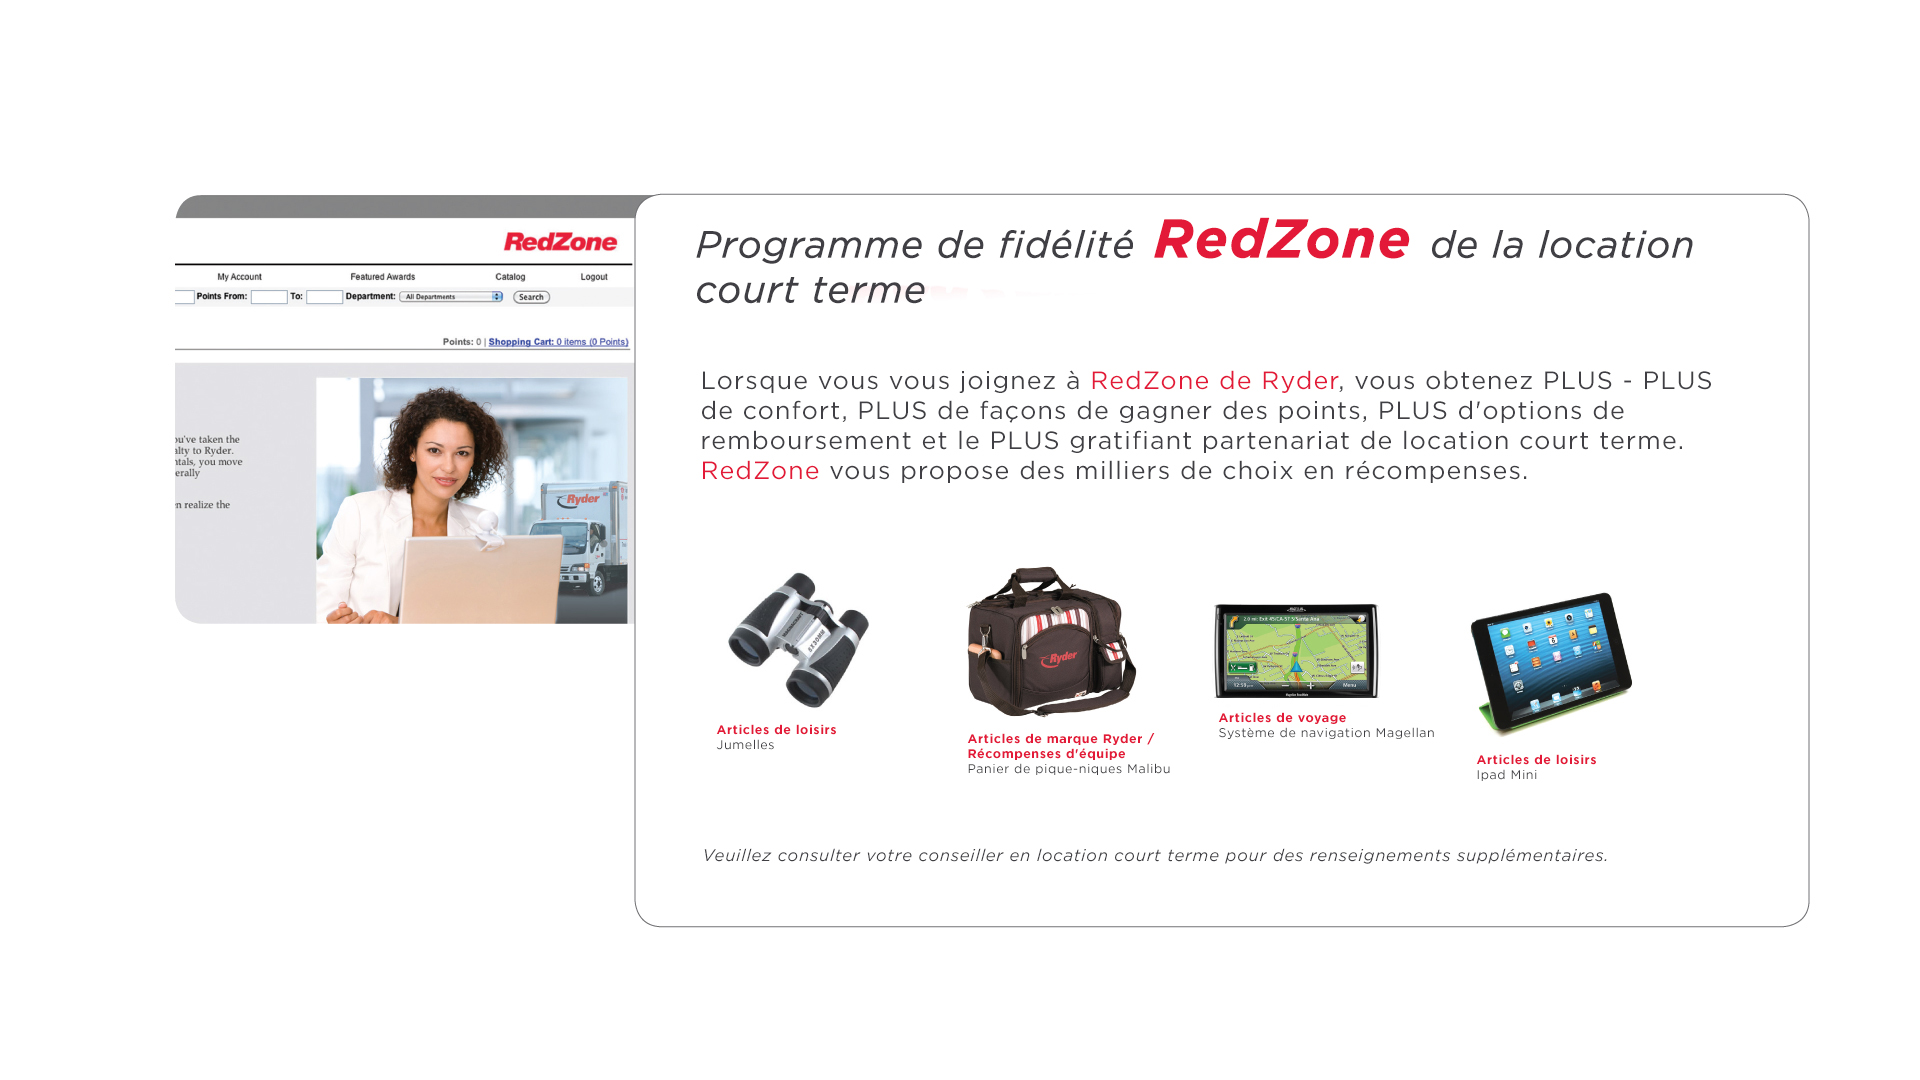 RedZone
My Account Featured Awards Catalog Logout
Points From: To: Department: All Departments Search
Points: 0 | Shopping Cart: 0 items (0 Points)
ou've taken the
alty to Ryder.
ntals, you move
erally
n realize the
Ryder
Programme de fidélité RedZone de la location
court terme
Lorsque vous vous joignez à RedZone de Ryder, vous obtenez PLUS - PLUS
de confort, PLUS de façons de gagner des points, PLUS d'options de
remboursement et le PLUS gratifiant partenariat de location court terme.
RedZone vous propose des milliers de choix en récompenses.
5X30MM
Articles de loisirs
Jumelles
Ryder
Articles de marque Ryder /
Récompenses d'équipe
Panier de pique-niques Malibu
Menu
Articles de voyage
Système de navigation Magellan
Articles de loisirs
Ipad Mini
Veuillez consulter votre conseiller en location court terme pour des renseignements supplémentaires.